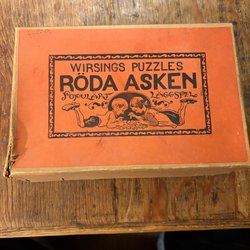 WIRSINGS PUZZLES
RÖDA ASKEN
POPULÄRT LÄGGSPEL